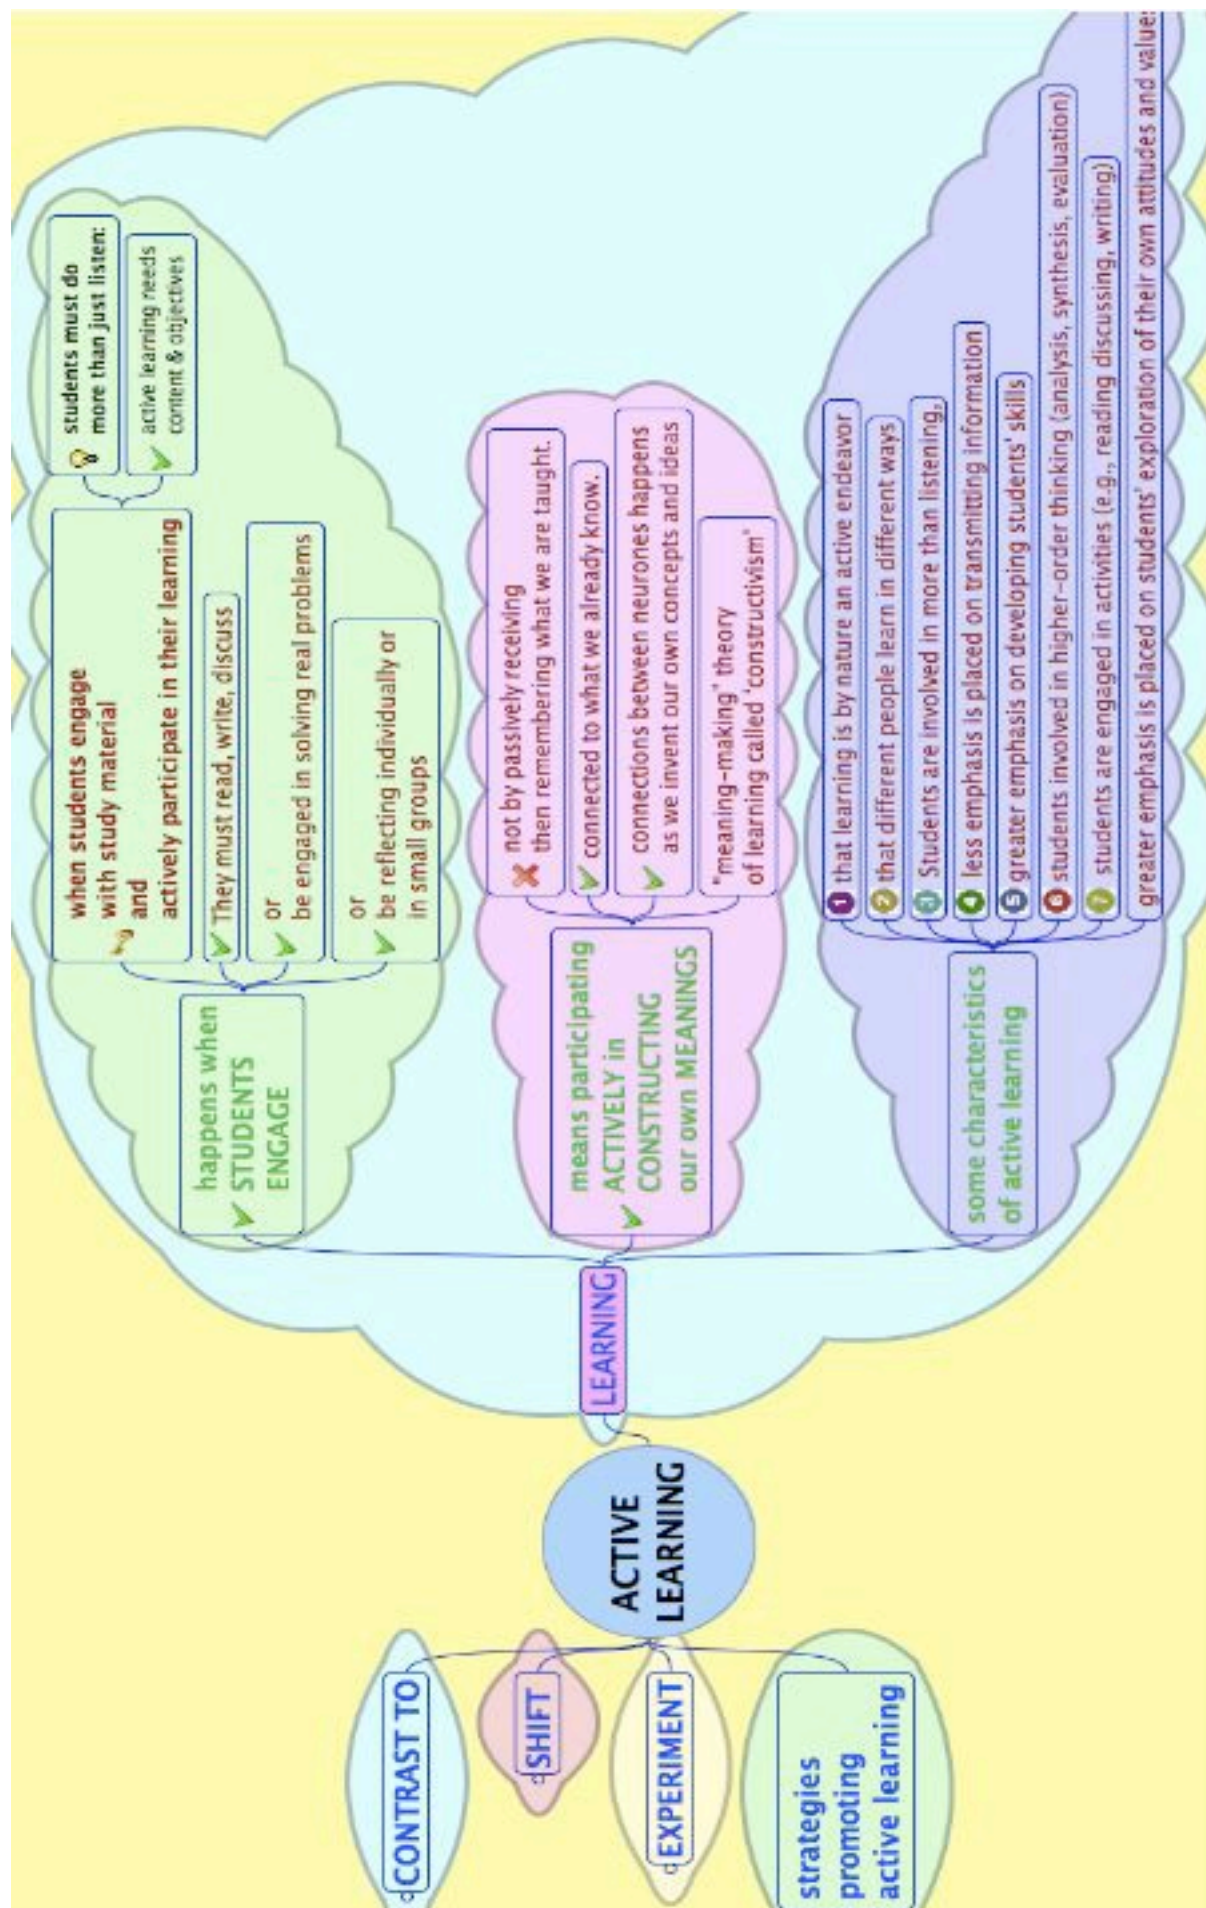 CONTRAST TO
SHIFT
EXPERIMENT
strategies
promoting
active learning
ACTIVE
LEARNING
LEARNING
happens when
STUDENTS
ENGAGE
when students engage
with study material
and
actively participate in their learning
students must do
more than just listen:
active learning needs
content & objectives
They must read, write, discuss
or
be engaged in solving real problems
or
be reflecting individually or
in small groups
means participating
ACTIVELY in
CONSTRUCTING
our own MEANINGS
not by passively receiving
then remembering what we are taught.
connected to what we already know.
connections between neurones happens
as we invent our own concepts and ideas
"meaning-making' theory
of learning called 'constructivism"
some characteristics
of active learning
1 that learning is by nature an active endeavor
2 that different people learn in different ways
3 Students are involved in more than listening,
4 less emphasis is placed on transmitting information
5 greater emphasis on developing students' skills
6 students involved in higher-order thinking (analysis, synthesis, evaluation)
7 students are engaged in activities (e.g., reading discussing, writing)
greater emphasis is placed on students' exploration of their own attitudes and values